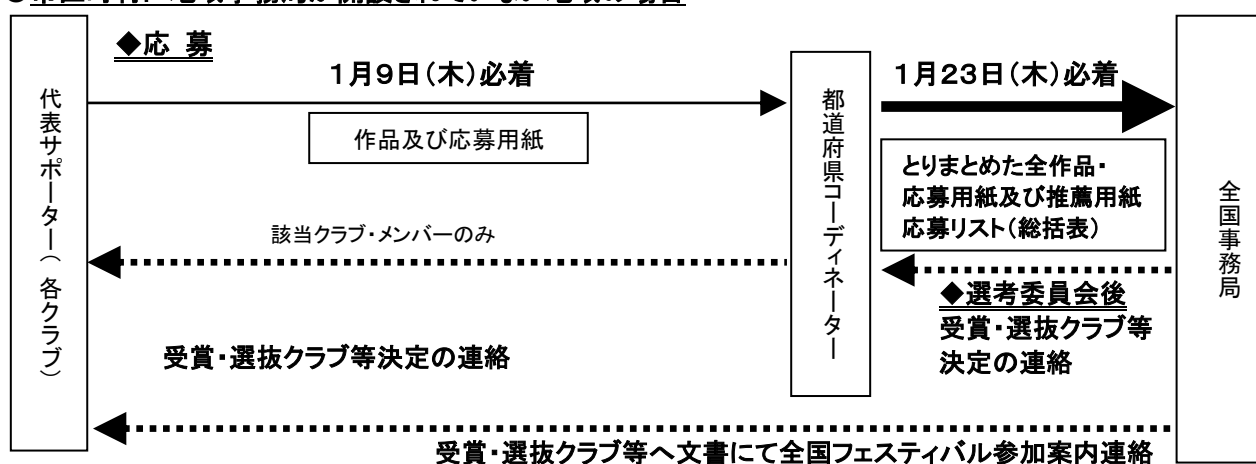 ◆応 募
1月9日(木)必着
1月23日(木)必着
代表サポーター(各クラブ)
作品及び応募用紙
都道府県コーディネーター
とりまとめた全作品・
応募用紙及び推薦用紙
応募リスト(総括表)
全国事務局
該当クラブ・メンバーのみ
◆選考委員会後
受賞・選抜クラブ等
決定の連絡
受賞・選抜クラブ等決定の連絡
受賞・選抜クラブ等へ文書にて全国フェスティバル参加案内連絡